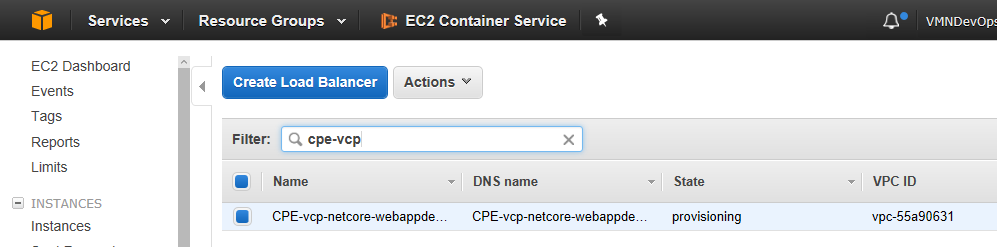 Services Resource Groups EC2 Container Service VMNDevOps
EC2 Dashboard
Events
Tags
Reports
Limits
INSTANCES
Instances
Create Load Balancer Actions
Filter: cpe-vcp
Name DNS name State VPC ID
CPE-vcp-netcore-webappde... CPE-vcp-netcore-webappde... provisioning vpc-55a90631